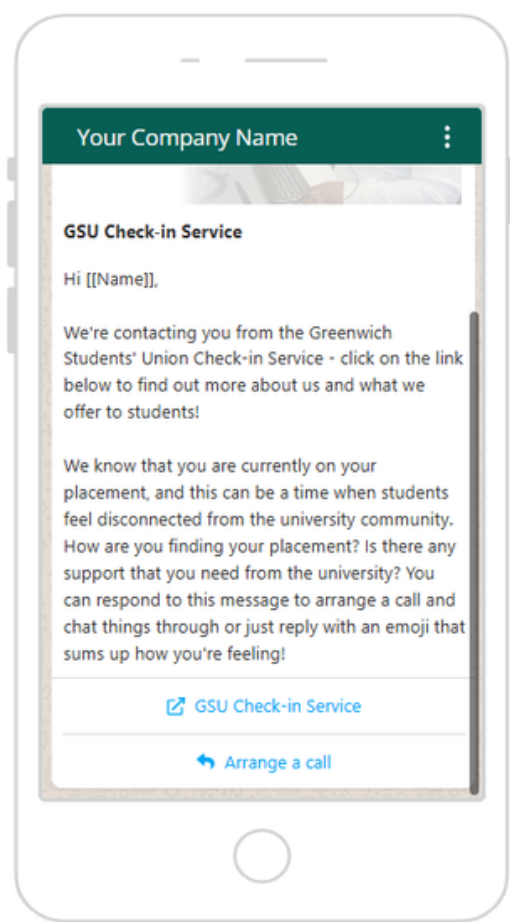 Your Company Name
GSU Check-in Service
Hi [[Name]],
We're contacting you from the Greenwich
Students' Union Check-in Service - click on the link
below to find out more about us and what we
offer to students!
We know that you are currently on your
placement, and this can be a time when students
feel disconnected from the university community.
How are you finding your placement? Is there any
support that you need from the university? You
can respond to this message to arrange a call and
chat things through or just reply with an emoji that
sums up how you're feeling!
GSU Check-in Service
Arrange a call